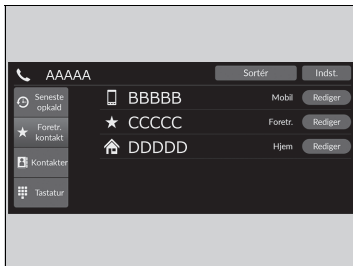 AAAAA
Sortér
Indst.
Seneste
opkald
BBBBB
Mobil
Rediger
Foretr.
kontakt
CCCCC
Foretr.
Rediger
Kontakter
DDDDD
Hjem
Rediger
Tastatur